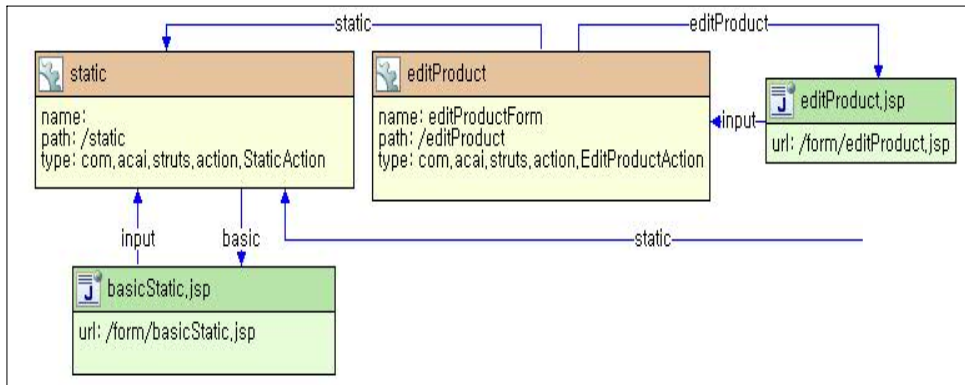 static
editProduct
static
name:
path: /static
type: com,acai,struts,action,StaticAction
editProduct
name: editProductForm
path: /editProduct
type: com,acai,struts,action,EditProductAction
editProduct,jsp
url: /form/editProduct,jsp
input
input
basic
static
basicStatic,jsp
url: /form/basicStatic,jsp